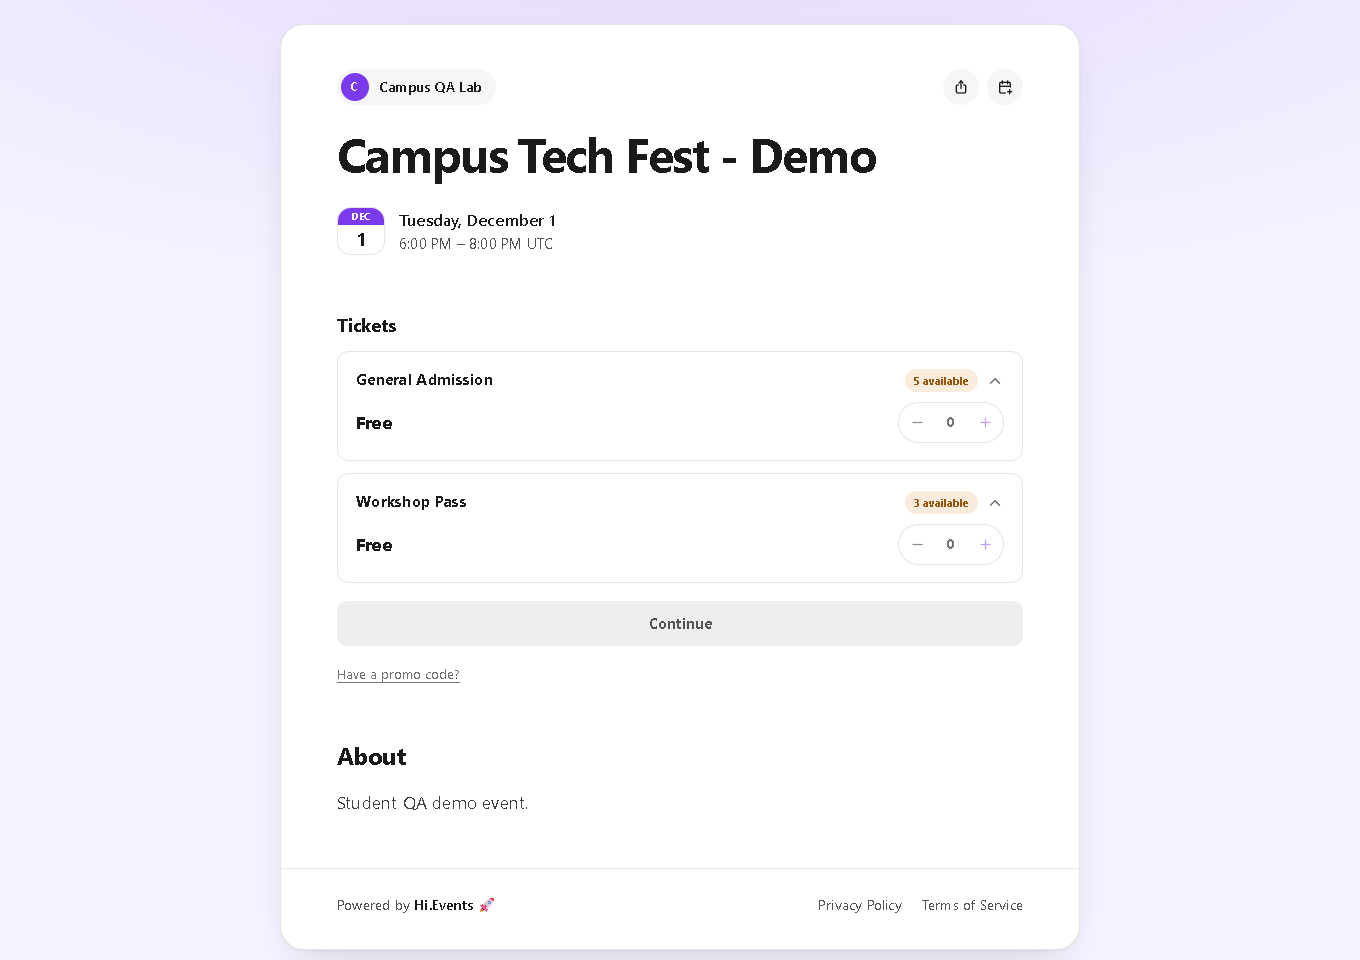 C Campus QA Lab
Campus Tech Fest - Demo
DEC
1
Tuesday, December 1
6:00 PM – 8:00 PM UTC
Tickets
General Admission
5 available
Free
0
Workshop Pass
3 available
Free
0
Continue
Have a promo code?
About
Student QA demo event.
Powered by Hi.Events 🚀
Privacy Policy
Terms of Service